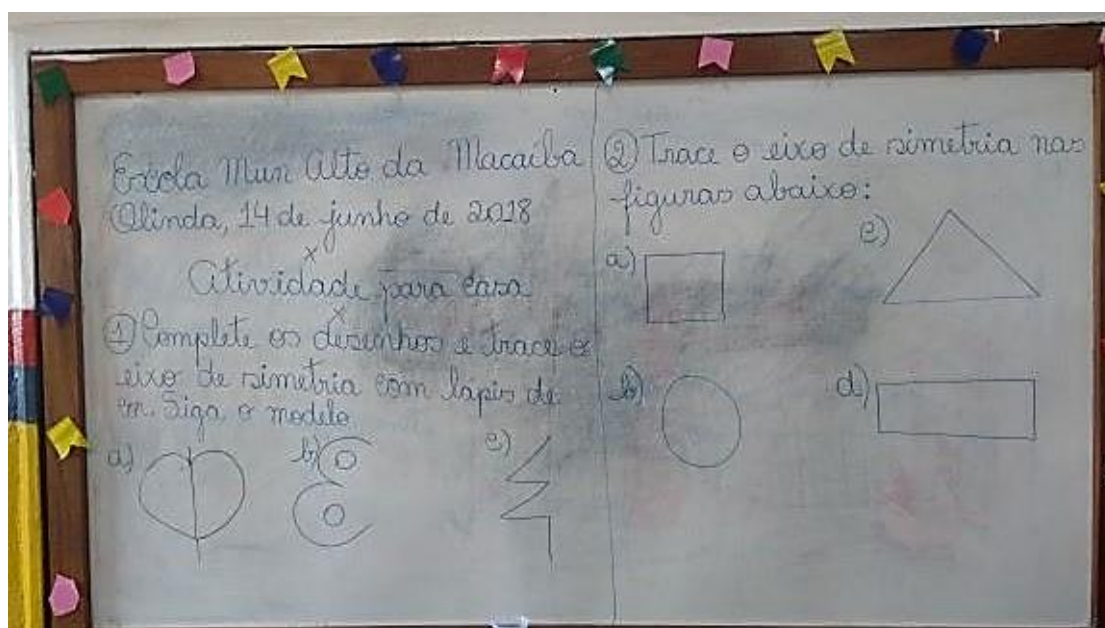 Escola Mun Alto da Macaíba
Olinda, 14 de junho de 2018
x
Atividade para casa
x
① Complete os desenhos e trace o
eixo de simetria com lápis de
cor. Siga o modelo.
a) b) c)
② Trace o eixo de simetria nas
figuras abaixo:
a) c)
b) d)